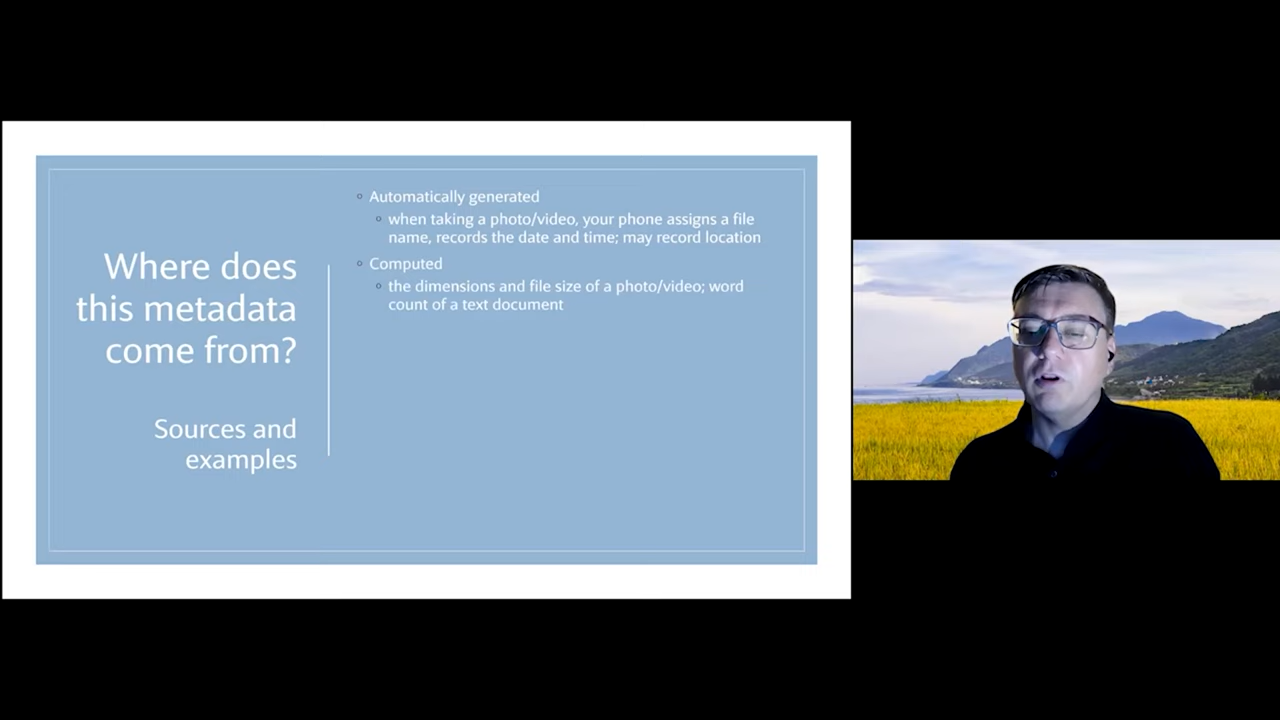 Where does
this metadata
come from?
Sources and
examples
◦ Automatically generated
◦ when taking a photo/video, your phone assigns a file
name, records the date and time; may record location
◦ Computed
◦ the dimensions and file size of a photo/video; word
count of a text document